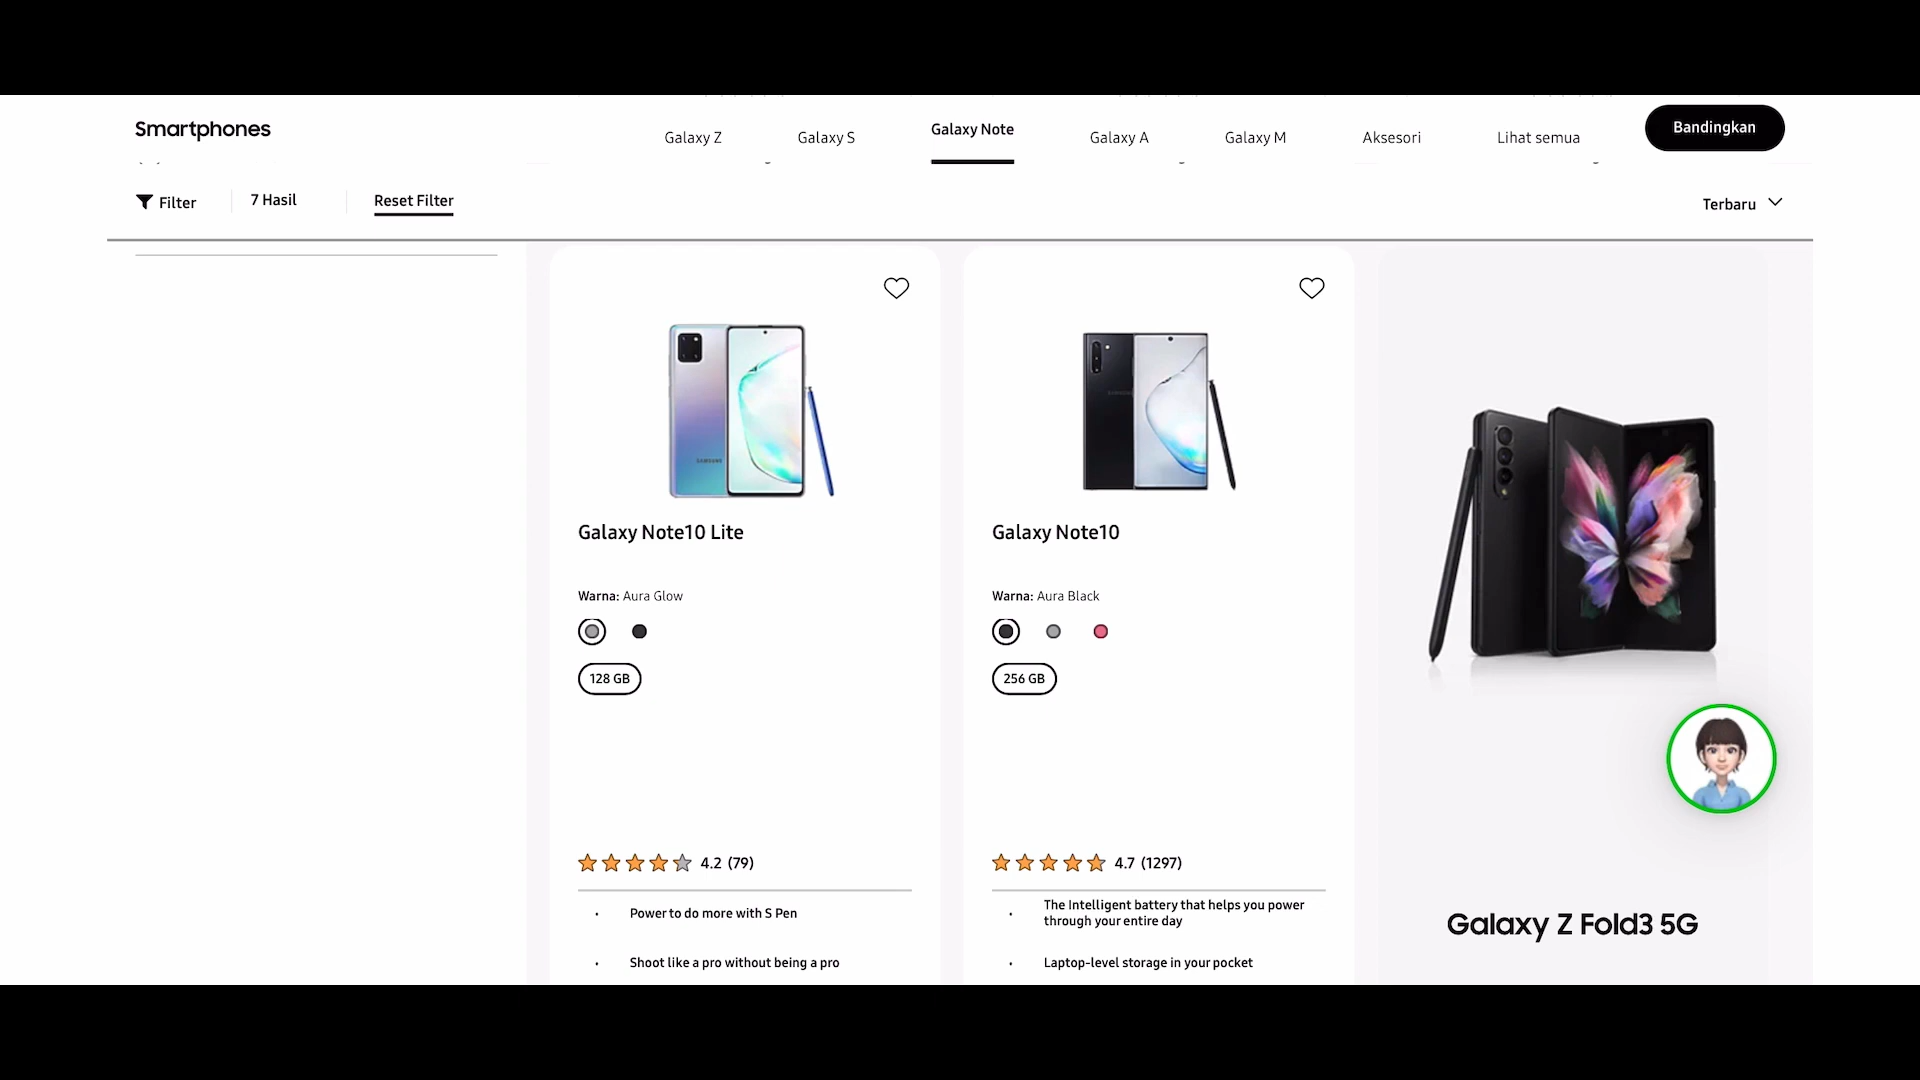 Smartphones
Galaxy Z
Galaxy S
Galaxy Note
Galaxy A
Galaxy M
Aksesori
Lihat semua
Bandingkan
Filter
7 Hasil
Reset Filter
Terbaru
SAMSUNG
Galaxy Note10 Lite
Warna: Aura Glow
128 GB
4.2 (79)
Power to do more with S Pen
Shoot like a pro without being a pro
SAMSUNG
Galaxy Note10
Warna: Aura Black
256 GB
4.7 (1297)
The Intelligent battery that helps you power
through your entire day
Laptop-level storage in your pocket
Galaxy Z Fold3 5G